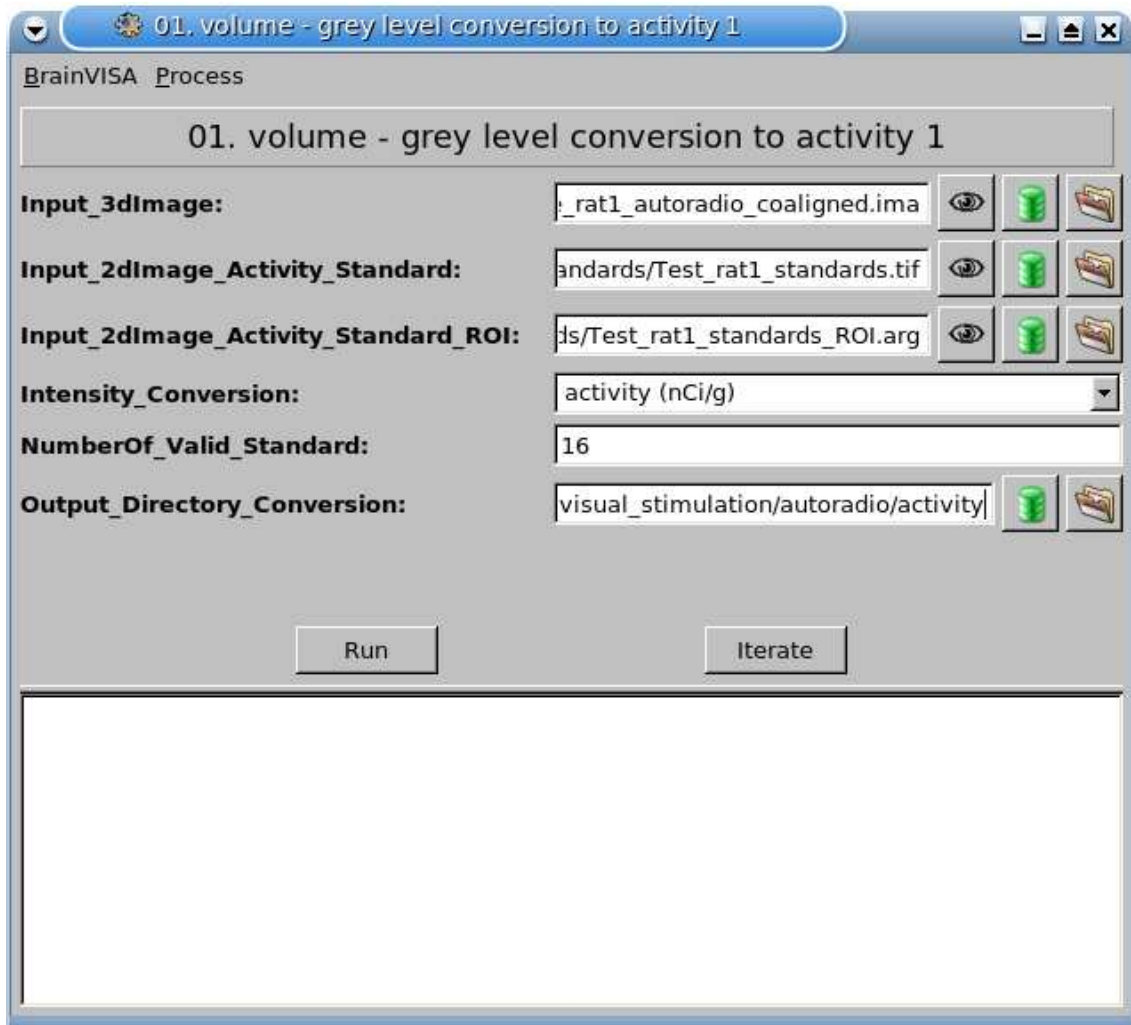 01. volume - grey level conversion to activity 1
BrainVISA Process
01. volume - grey level conversion to activity 1
Input_3dImage: _rat1_autoradio_coaligned.ima
Input_2dImage_Activity_Standard: andards/Test_rat1_standards.tif
Input_2dImage_Activity_Standard_ROI: ds/Test_rat1_standards_ROI.arg
Intensity_Conversion: activity (nCi/g)
NumberOf_Valid_Standard: 16
Output_Directory_Conversion: visual_stimulation/autoradio/activity
Run Iterate